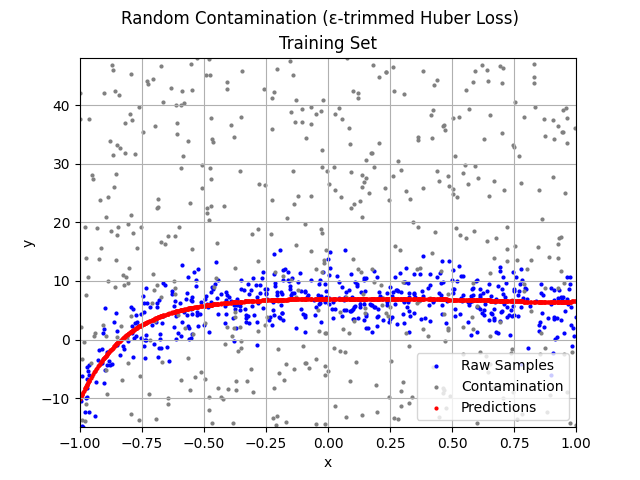 Random Contamination (ε-trimmed Huber Loss)
Training Set
y
40
30
20
10
0
−10
−1.00 −0.75 −0.50 −0.25 0.00 0.25 0.50 0.75 1.00
x
Raw Samples
Contamination
Predictions